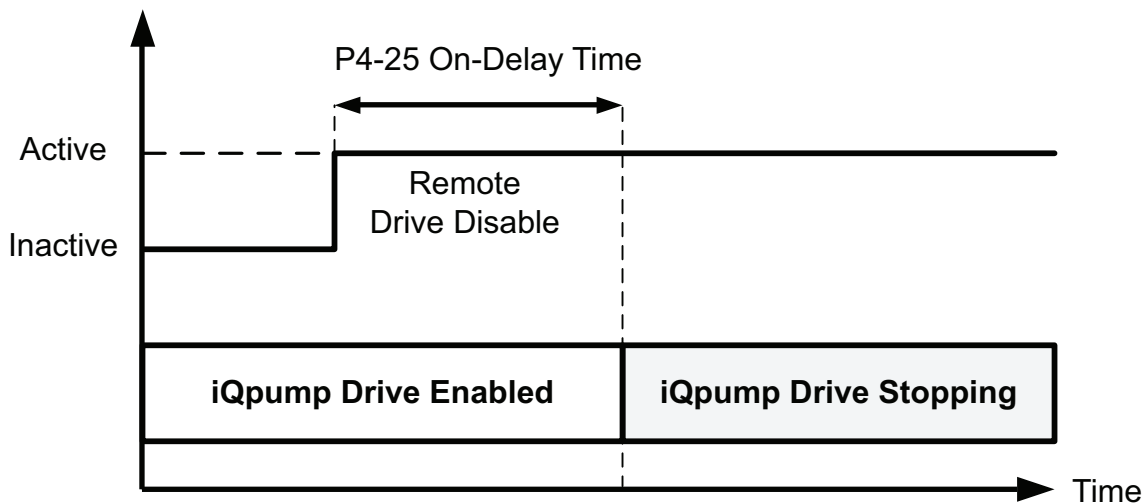 P4-25 On-Delay Time
Active
Remote
Drive Disable
Inactive
iQpump Drive Enabled
iQpump Drive Stopping
Time